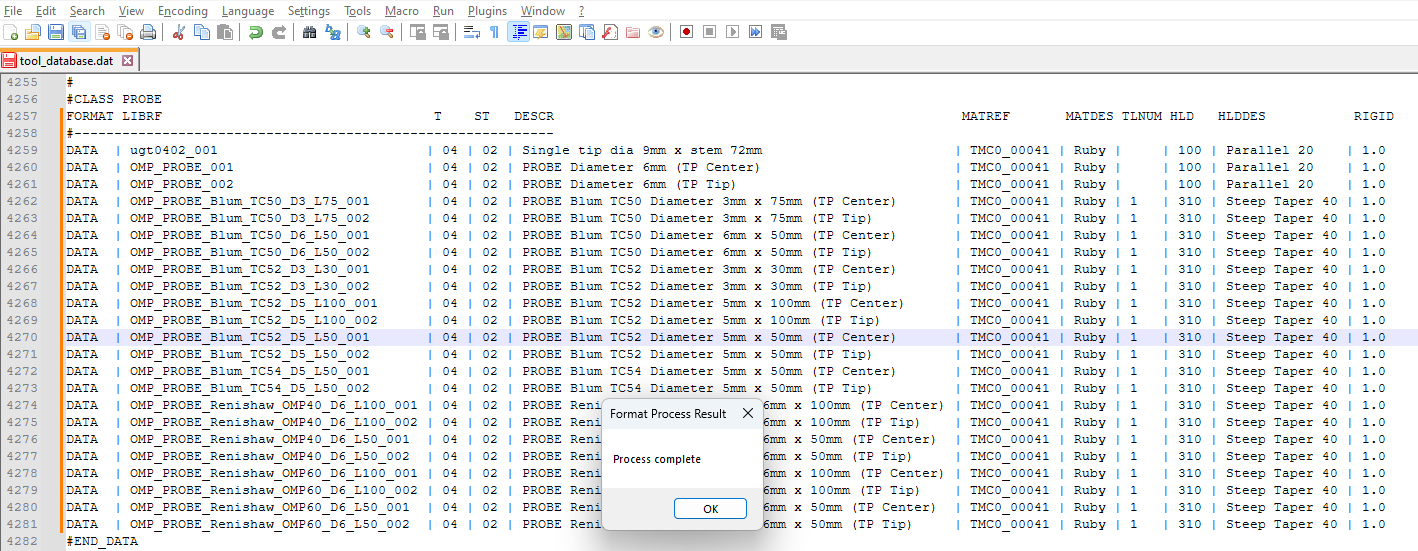 File Edit Search View Encoding Language Settings Tools Macro Run Plugins Window ?
tool_database.dat
4255 #
4256 #CLASS PROBE
4257 FORMAT LIBRF T ST DESCR MATREF MATDES TLNUM HLD HLDDES RIGID
4258 #-----------------------------------------------------------
4259 DATA | ugt0402_001 | 04 | 02 | Single tip dia 9mm x stem 72mm | TMC0_00041 | Ruby | | 100 | Parallel 20 | 1.0
4260 DATA | OMP_PROBE_001 | 04 | 02 | PROBE Diameter 6mm (TP Center) | TMC0_00041 | Ruby | | 100 | Parallel 20 | 1.0
4261 DATA | OMP_PROBE_002 | 04 | 02 | PROBE Diameter 6mm (TP Tip) | TMC0_00041 | Ruby | | 100 | Parallel 20 | 1.0
4262 DATA | OMP_PROBE_Blum_TC50_D3_L75_001 | 04 | 02 | PROBE Blum TC50 Diameter 3mm x 75mm (TP Center) | TMC0_00041 | Ruby | 1 | 310 | Steep Taper 40 | 1.0
4263 DATA | OMP_PROBE_Blum_TC50_D3_L75_002 | 04 | 02 | PROBE Blum TC50 Diameter 3mm x 75mm (TP Tip) | TMC0_00041 | Ruby | 1 | 310 | Steep Taper 40 | 1.0
4264 DATA | OMP_PROBE_Blum_TC50_D6_L50_001 | 04 | 02 | PROBE Blum TC50 Diameter 6mm x 50mm (TP Center) | TMC0_00041 | Ruby | 1 | 310 | Steep Taper 40 | 1.0
4265 DATA | OMP_PROBE_Blum_TC50_D6_L50_002 | 04 | 02 | PROBE Blum TC50 Diameter 6mm x 50mm (TP Tip) | TMC0_00041 | Ruby | 1 | 310 | Steep Taper 40 | 1.0
4266 DATA | OMP_PROBE_Blum_TC52_D3_L30_001 | 04 | 02 | PROBE Blum TC52 Diameter 3mm x 30mm (TP Center) | TMC0_00041 | Ruby | 1 | 310 | Steep Taper 40 | 1.0
4267 DATA | OMP_PROBE_Blum_TC52_D3_L30_002 | 04 | 02 | PROBE Blum TC52 Diameter 3mm x 30mm (TP Tip) | TMC0_00041 | Ruby | 1 | 310 | Steep Taper 40 | 1.0
4268 DATA | OMP_PROBE_Blum_TC52_D5_L100_001 | 04 | 02 | PROBE Blum TC52 Diameter 5mm x 100mm (TP Center) | TMC0_00041 | Ruby | 1 | 310 | Steep Taper 40 | 1.0
4269 DATA | OMP_PROBE_Blum_TC52_D5_L100_002 | 04 | 02 | PROBE Blum TC52 Diameter 5mm x 100mm (TP Tip) | TMC0_00041 | Ruby | 1 | 310 | Steep Taper 40 | 1.0
4270 DATA | OMP_PROBE_Blum_TC52_D5_L50_001 | 04 | 02 | PROBE Blum TC52 Diameter 5mm x 50mm (TP Center) | TMC0_00041 | Ruby | 1 | 310 | Steep Taper 40 | 1.0
4271 DATA | OMP_PROBE_Blum_TC52_D5_L50_002 | 04 | 02 | PROBE Blum TC52 Diameter 5mm x 50mm (TP Tip) | TMC0_00041 | Ruby | 1 | 310 | Steep Taper 40 | 1.0
4272 DATA | OMP_PROBE_Blum_TC54_D5_L50_001 | 04 | 02 | PROBE Blum TC54 Diameter 5mm x 50mm (TP Center) | TMC0_00041 | Ruby | 1 | 310 | Steep Taper 40 | 1.0
4273 DATA | OMP_PROBE_Blum_TC54_D5_L50_002 | 04 | 02 | PROBE Blum TC54 Diameter 5mm x 50mm (TP Tip) | TMC0_00041 | Ruby | 1 | 310 | Steep Taper 40 | 1.0
4274 DATA | OMP_PROBE_Renishaw_OMP40_D6_L100_001 | 04 | 02 | PROBE Reni 6mm x 100mm (TP Center) | TMC0_00041 | Ruby | 1 | 310 | Steep Taper 40 | 1.0
4275 DATA | OMP_PROBE_Renishaw_OMP40_D6_L100_002 | 04 | 02 | PROBE Reni 6mm x 100mm (TP Tip) | TMC0_00041 | Ruby | 1 | 310 | Steep Taper 40 | 1.0
4276 DATA | OMP_PROBE_Renishaw_OMP40_D6_L50_001 | 04 | 02 | PROBE Reni 6mm x 50mm (TP Center) | TMC0_00041 | Ruby | 1 | 310 | Steep Taper 40 | 1.0
4277 DATA | OMP_PROBE_Renishaw_OMP40_D6_L50_002 | 04 | 02 | PROBE Reni 6mm x 50mm (TP Tip) | TMC0_00041 | Ruby | 1 | 310 | Steep Taper 40 | 1.0
4278 DATA | OMP_PROBE_Renishaw_OMP60_D6_L100_001 | 04 | 02 | PROBE Reni 6mm x 100mm (TP Center) | TMC0_00041 | Ruby | 1 | 310 | Steep Taper 40 | 1.0
4279 DATA | OMP_PROBE_Renishaw_OMP60_D6_L100_002 | 04 | 02 | PROBE Reni 6mm x 100mm (TP Tip) | TMC0_00041 | Ruby | 1 | 310 | Steep Taper 40 | 1.0
4280 DATA | OMP_PROBE_Renishaw_OMP60_D6_L50_001 | 04 | 02 | PROBE Reni 6mm x 50mm (TP Center) | TMC0_00041 | Ruby | 1 | 310 | Steep Taper 40 | 1.0
4281 DATA | OMP_PROBE_Renishaw_OMP60_D6_L50_002 | 04 | 02 | PROBE Reni 6mm x 50mm (TP Tip) | TMC0_00041 | Ruby | 1 | 310 | Steep Taper 40 | 1.0
4282 #END_DATA
Format Process Result
Process complete
OK